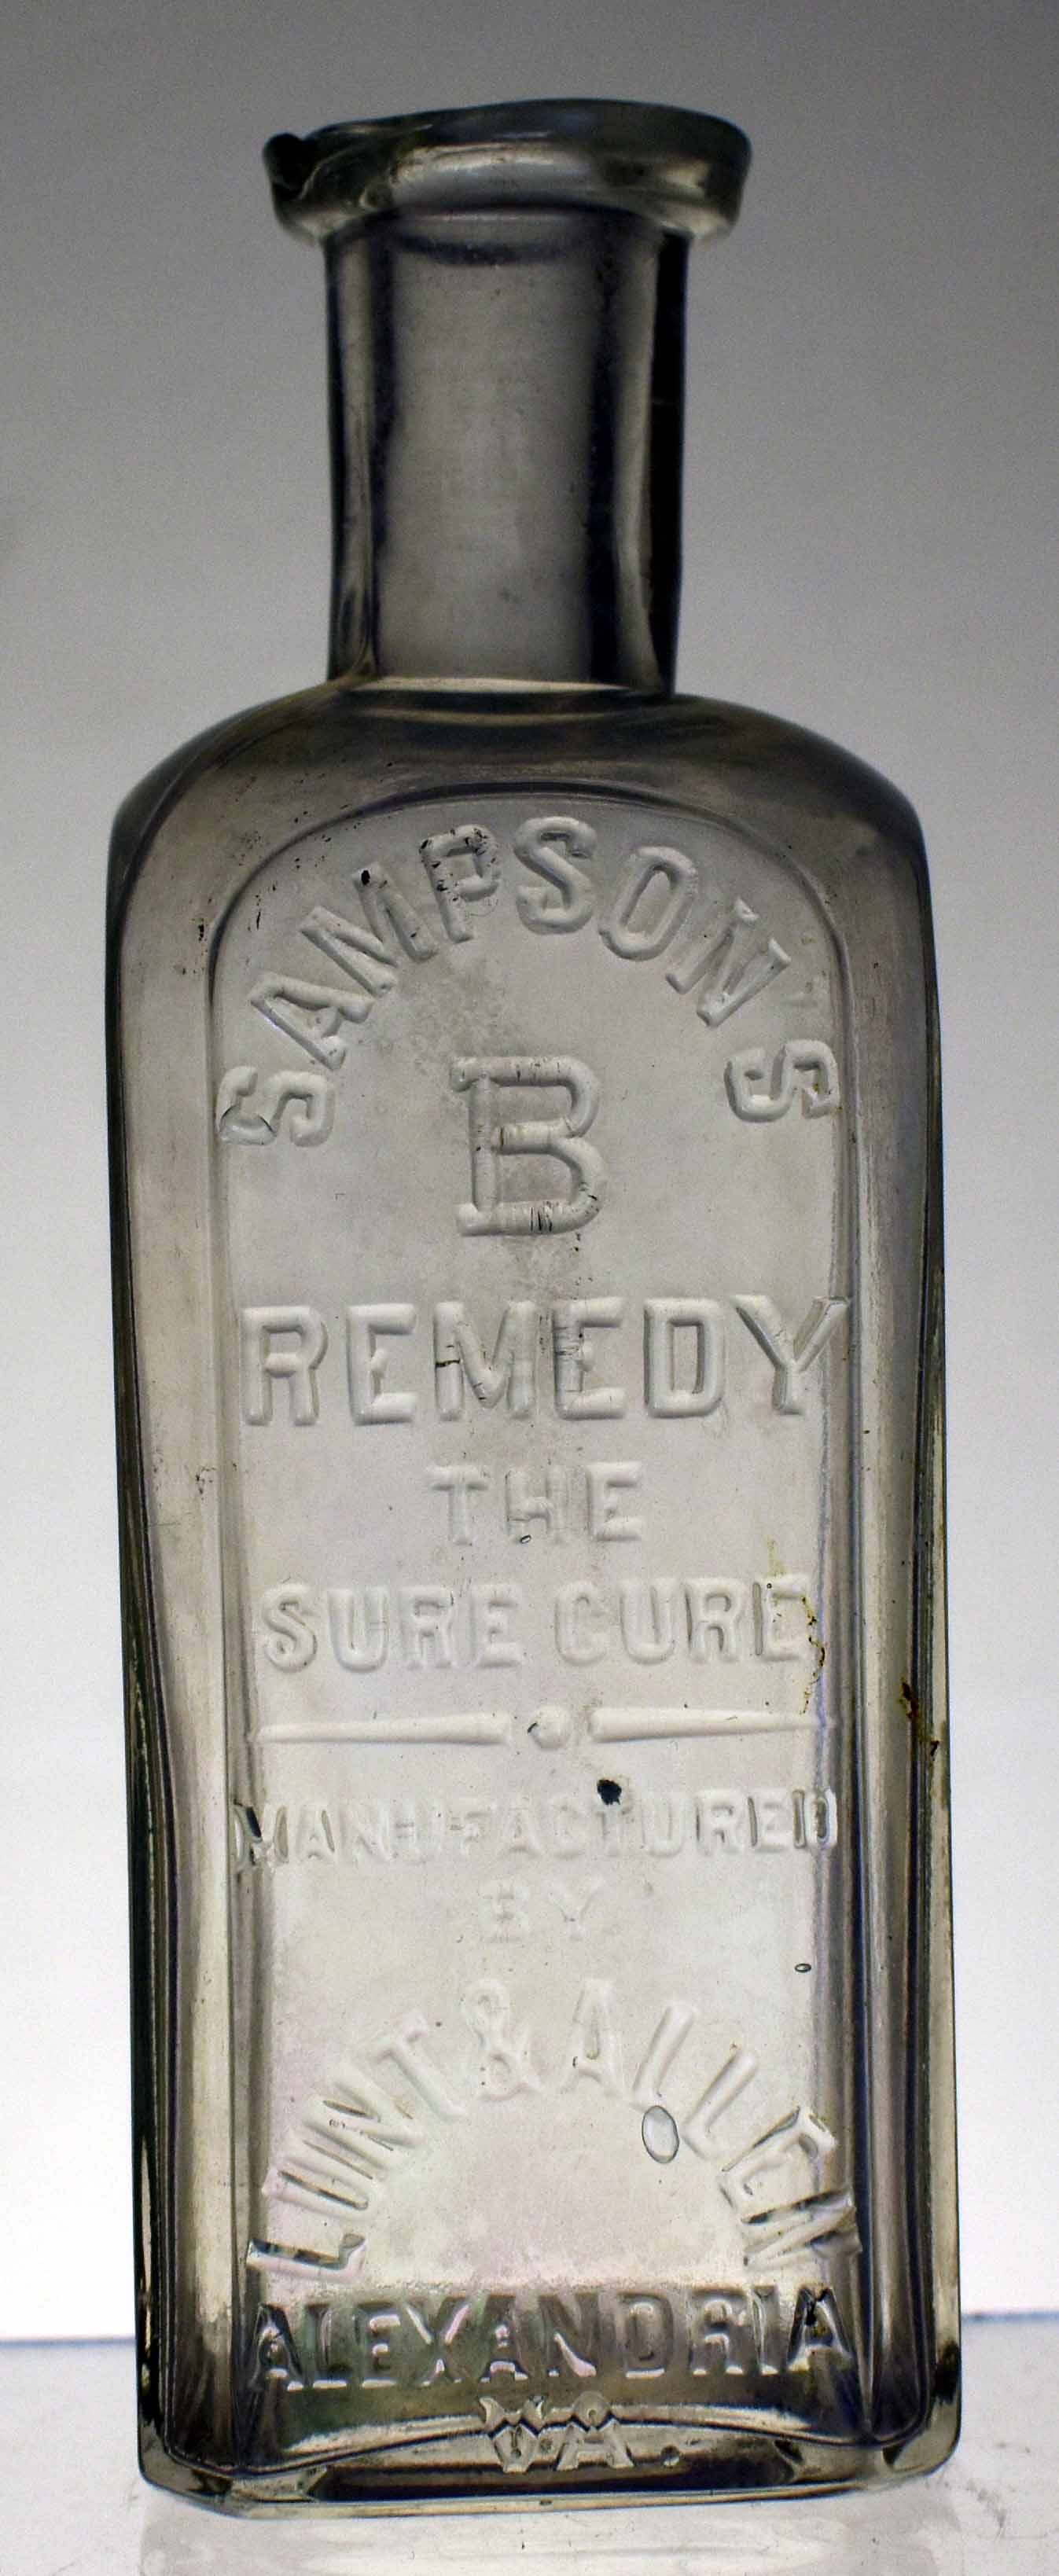 SAMPSON'S
B
REMEDY
THE
SURE CURE
MANUFACTURED
BY
LUNT & ALLEN
ALEXANDRIA
VA.